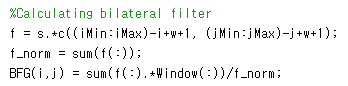 %Calculating bilateral filter
f = s.*c((iMin:iMax)-i+w+1, (jMin:jMax)-j+w+1);
f_norm = sum(f(:));
BFG(i,j) = sum(f(:).*Window(:))/f_norm;